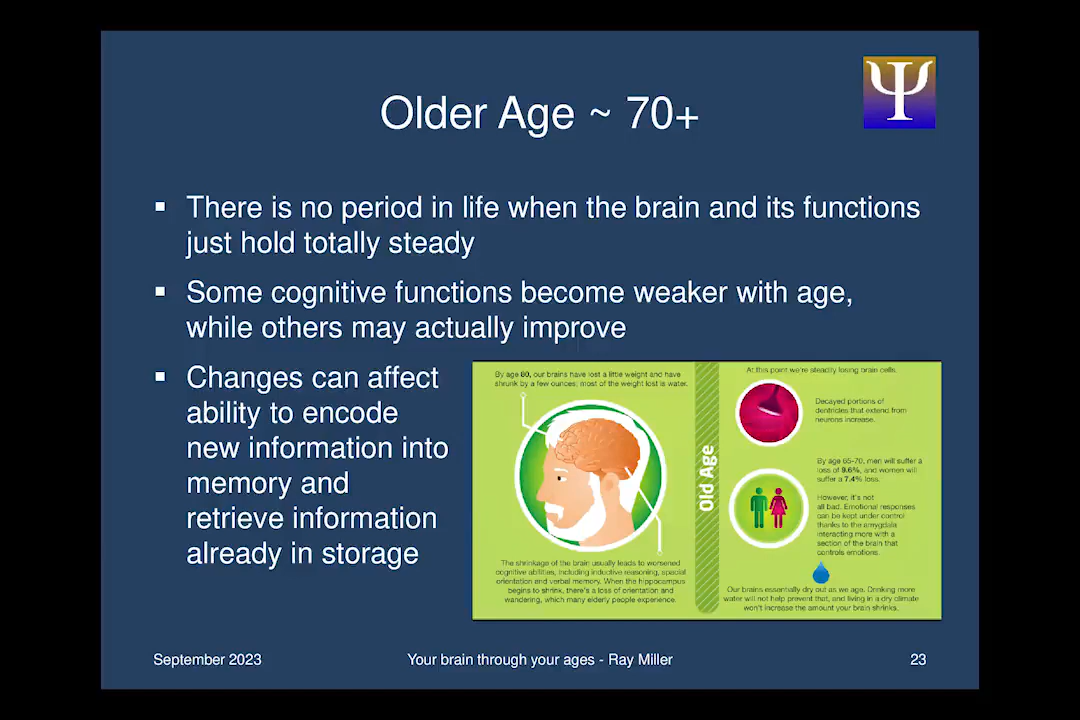 Older Age ~ 70+
Ψ
▪ There is no period in life when the brain and its functions
just hold totally steady
▪ Some cognitive functions become weaker with age,
while others may actually improve
▪ Changes can affect
ability to encode
new information into
memory and
retrieve information
already in storage
By age 80, our brains have lost a little weight and have
shrunk by a few ounces; most of the weight lost is water.
The shrinkage of the brain usually leads to worsened
cognitive abilities, including inductive reasoning, special
orientation and verbal memory. When the hippocampus
begins to shrink, there's a loss of orientation and
wandering, which many elderly people experience.
Old Age
At this point we're steadily losing brain cells.
Decayed portions of
dentricles that extend from
neurons increase.
By age 65-70, men will suffer a
loss of 9.6%, and women will
suffer a 7.4% loss.
However, it's not
all bad. Emotional responses
can be kept under control
thanks to the amygdala
interacting more with a
section of the brain that
controls emotions.
Our brains essentially dry out as we age. Drinking more
water will not help prevent that, and living in a dry climate
won't increase the amount your brain shrinks.
September 2023
Your brain through your ages - Ray Miller
23